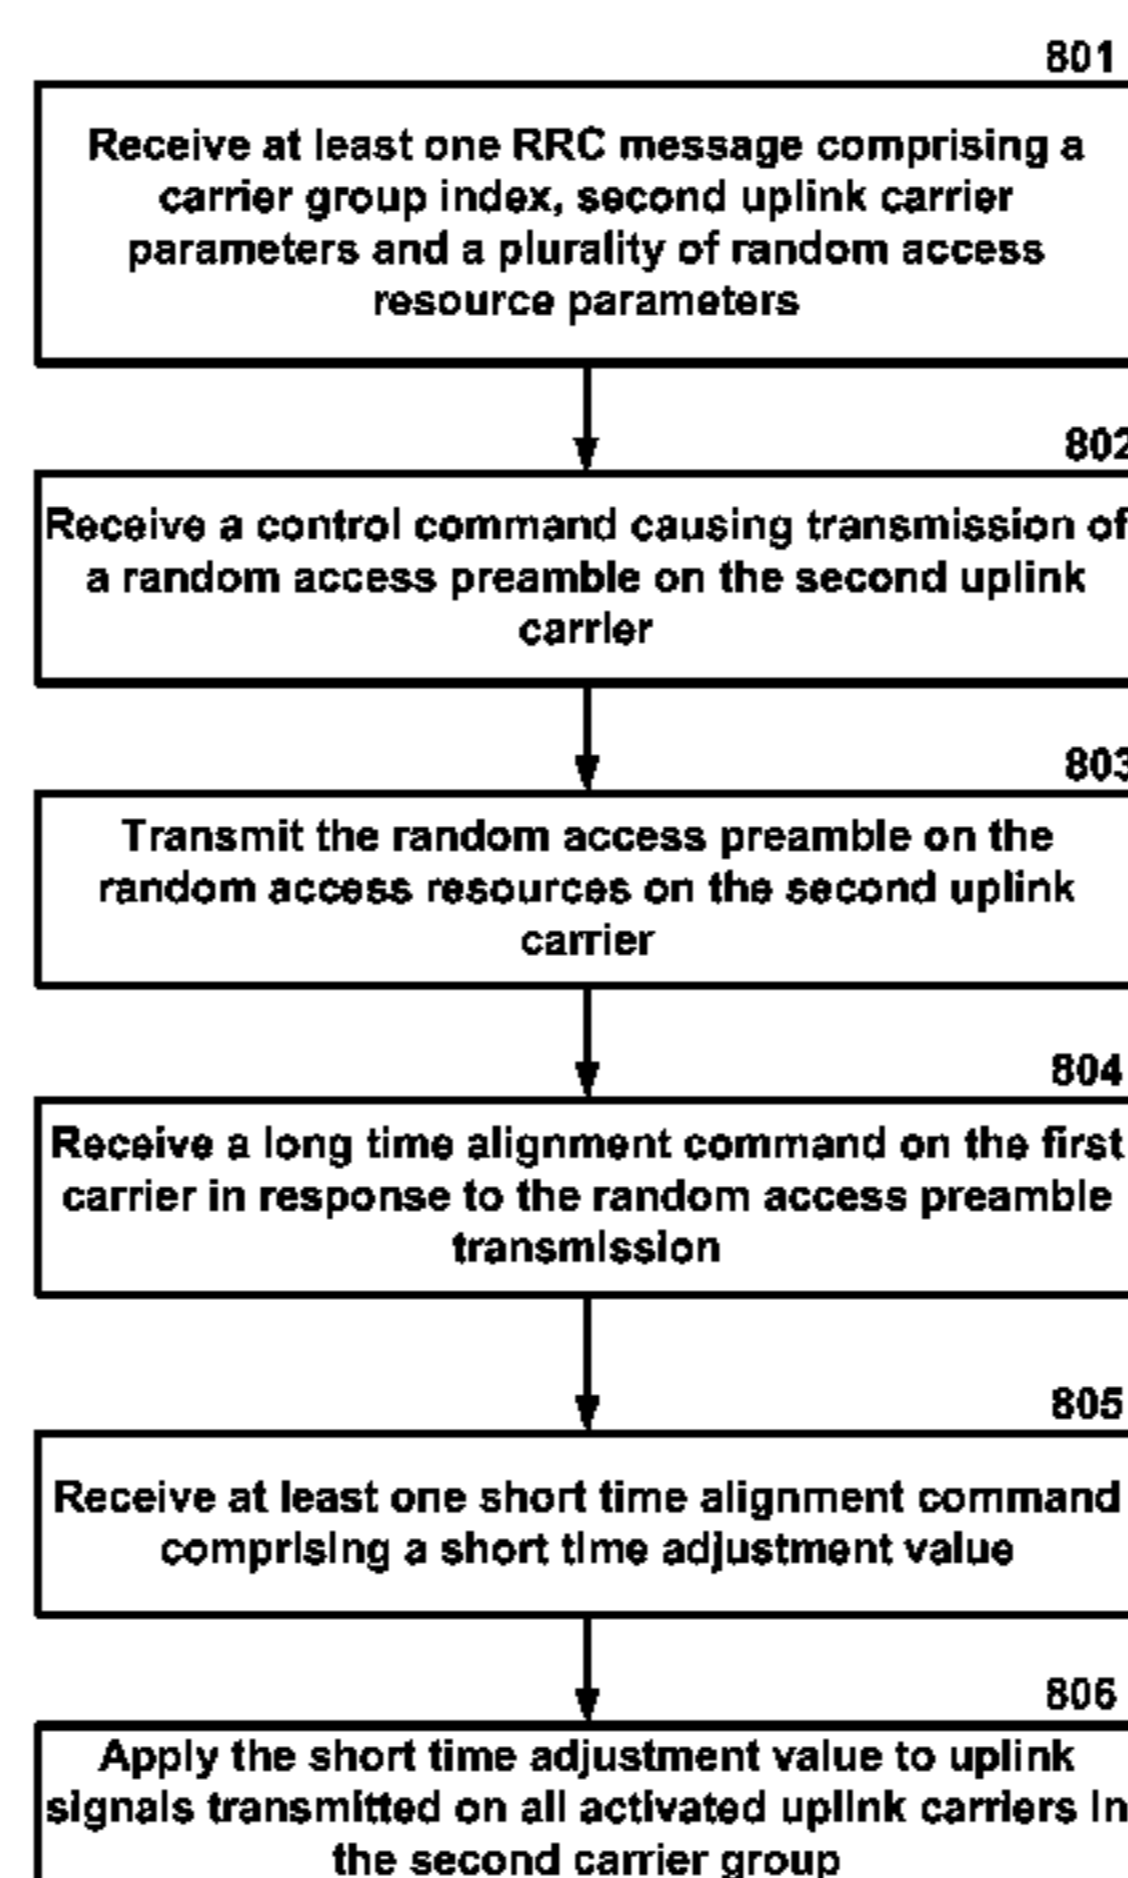 801
Receive at least one RRC message comprising a
carrier group index, second uplink carrier
parameters and a plurality of random access
resource parameters
802
Receive a control command causing transmission of
a random access preamble on the second uplink
carrier
803
Transmit the random access preamble on the
random access resources on the second uplink
carrier
804
Receive a long time alignment command on the first
carrier in response to the random access preamble
transmission
805
Receive at least one short time alignment command
comprising a short time adjustment value
806
Apply the short time adjustment value to uplink
signals transmitted on all activated uplink carriers in
the second carrier group